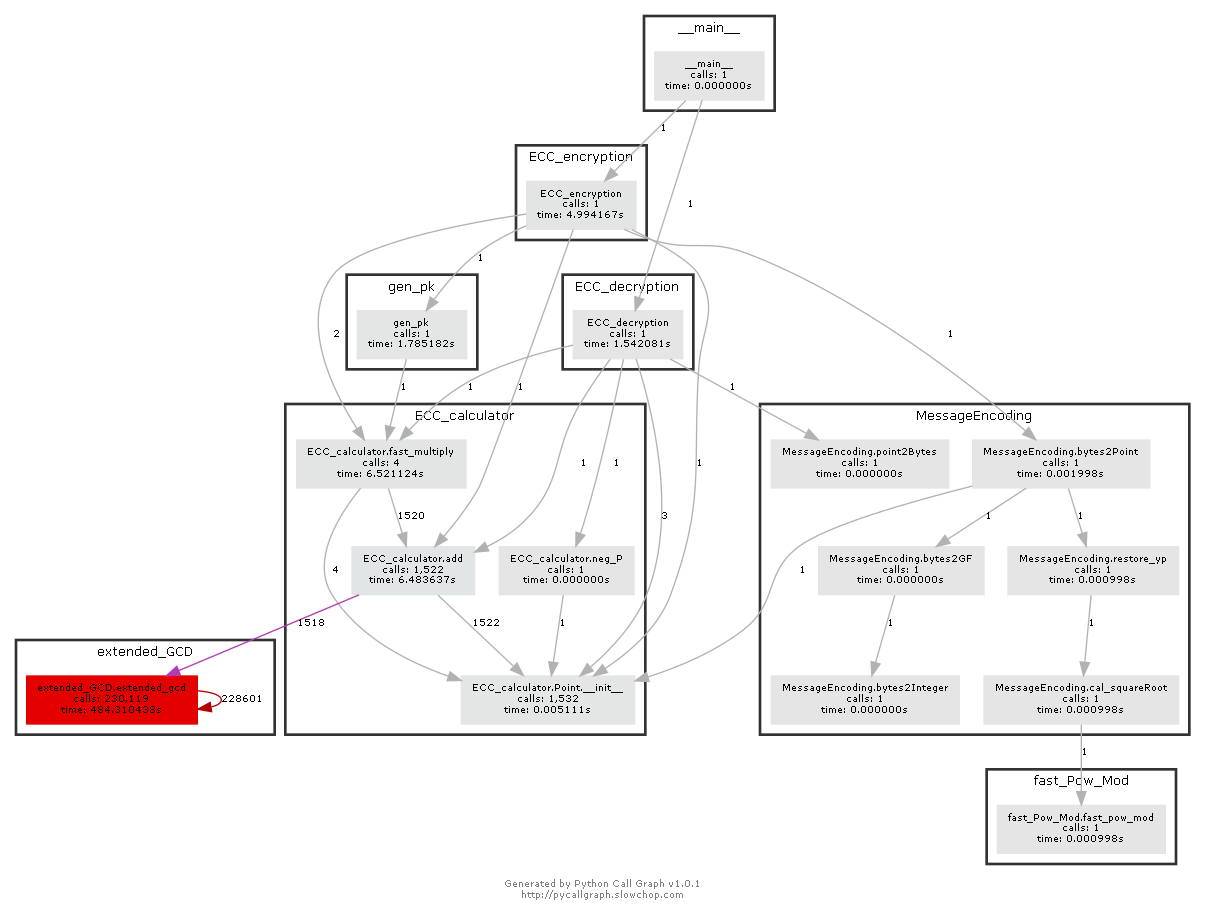 __main__
__main__
calls: 1
time: 0.000000s
1
1
ECC_encryption
ECC_encryption
calls: 1
time: 4.994167s
1
2
1
1
1
gen_pk
gen_pk
calls: 1
time: 1.785182s
1
ECC_decryption
ECC_decryption
calls: 1
time: 1.542081s
1
1
1
3
1
ECC_calculator
ECC_calculator.fast_multiply
calls: 4
time: 6.521124s
1520
4
ECC_calculator.add
calls: 1,522
time: 6.483637s
1518
1522
ECC_calculator.neg_P
calls: 1
time: 0.000000s
1
ECC_calculator.Point.__init__
calls: 1,532
time: 0.005111s
MessageEncoding
MessageEncoding.point2Bytes
calls: 1
time: 0.000000s
MessageEncoding.bytes2Point
calls: 1
time: 0.001998s
1
1
1
MessageEncoding.bytes2GF
calls: 1
time: 0.000000s
1
MessageEncoding.restore_yp
calls: 1
time: 0.000998s
1
MessageEncoding.bytes2Integer
calls: 1
time: 0.000000s
MessageEncoding.cal_squareRoot
calls: 1
time: 0.000998s
1
extended_GCD
extended_GCD.extended_gcd
calls: 230,119
time: 484.310438s
228601
fast_Pow_Mod
fast_Pow_Mod.fast_pow_mod
calls: 1
time: 0.000998s
Generated by Python Call Graph v1.0.1
http://pycallgraph.slowchop.com